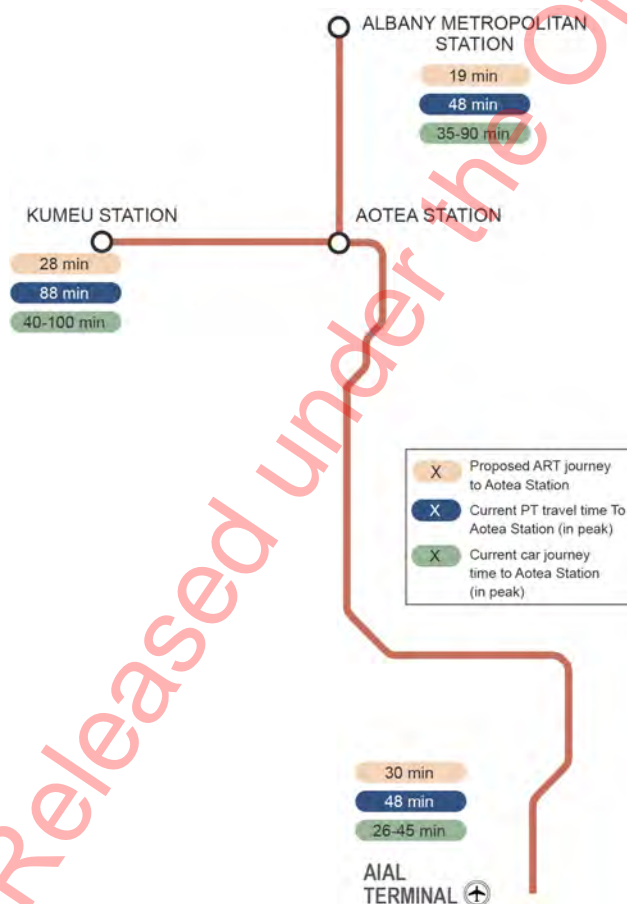 ALBANY METROPOLITAN
STATION
19 min
48 min
35-90 min
KUMEU STATION
AOTEA STATION
28 min
88 min
40-100 min
X Proposed ART journey
to Aotea Station
X Current PT travel time To
Aotea Station (in peak)
X Current car journey
time to Aotea Station
(in peak)
30 min
48 min
26-45 min
AIAL
TERMINAL
Released under the